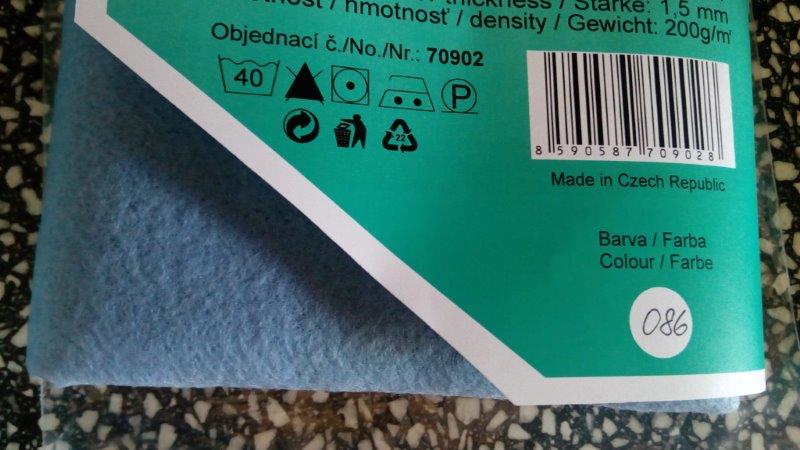 thickness / Stärke: 1,5 mm
hmotnosť / density / Gewicht: 200g/m²
Objednací č./No./Nr.: 70902
40
P
22
8 590587 709028
Made in Czech Republic
Barva / Farba
Colour / Farbe
086